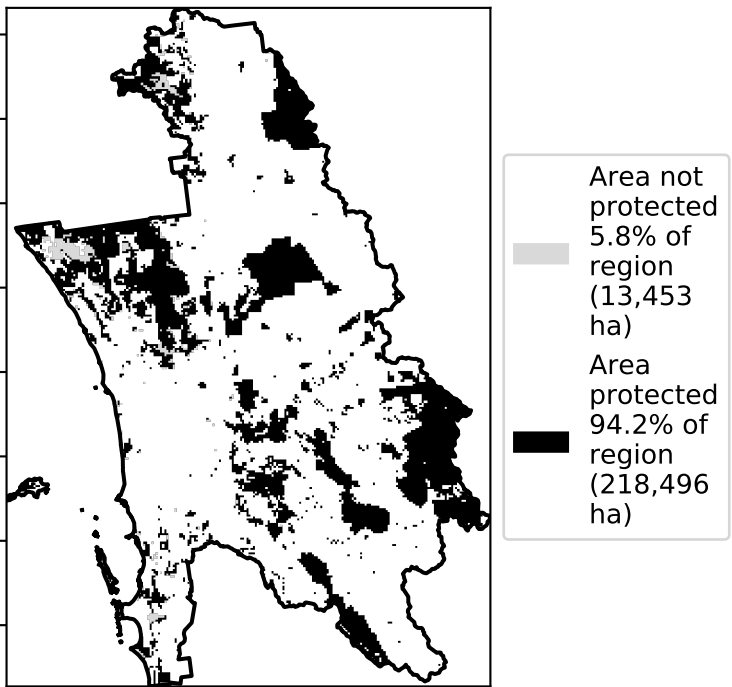 Area not
protected
5.8% of
region
(13,453
ha)
Area
protected
94.2% of
region
(218,496
ha)